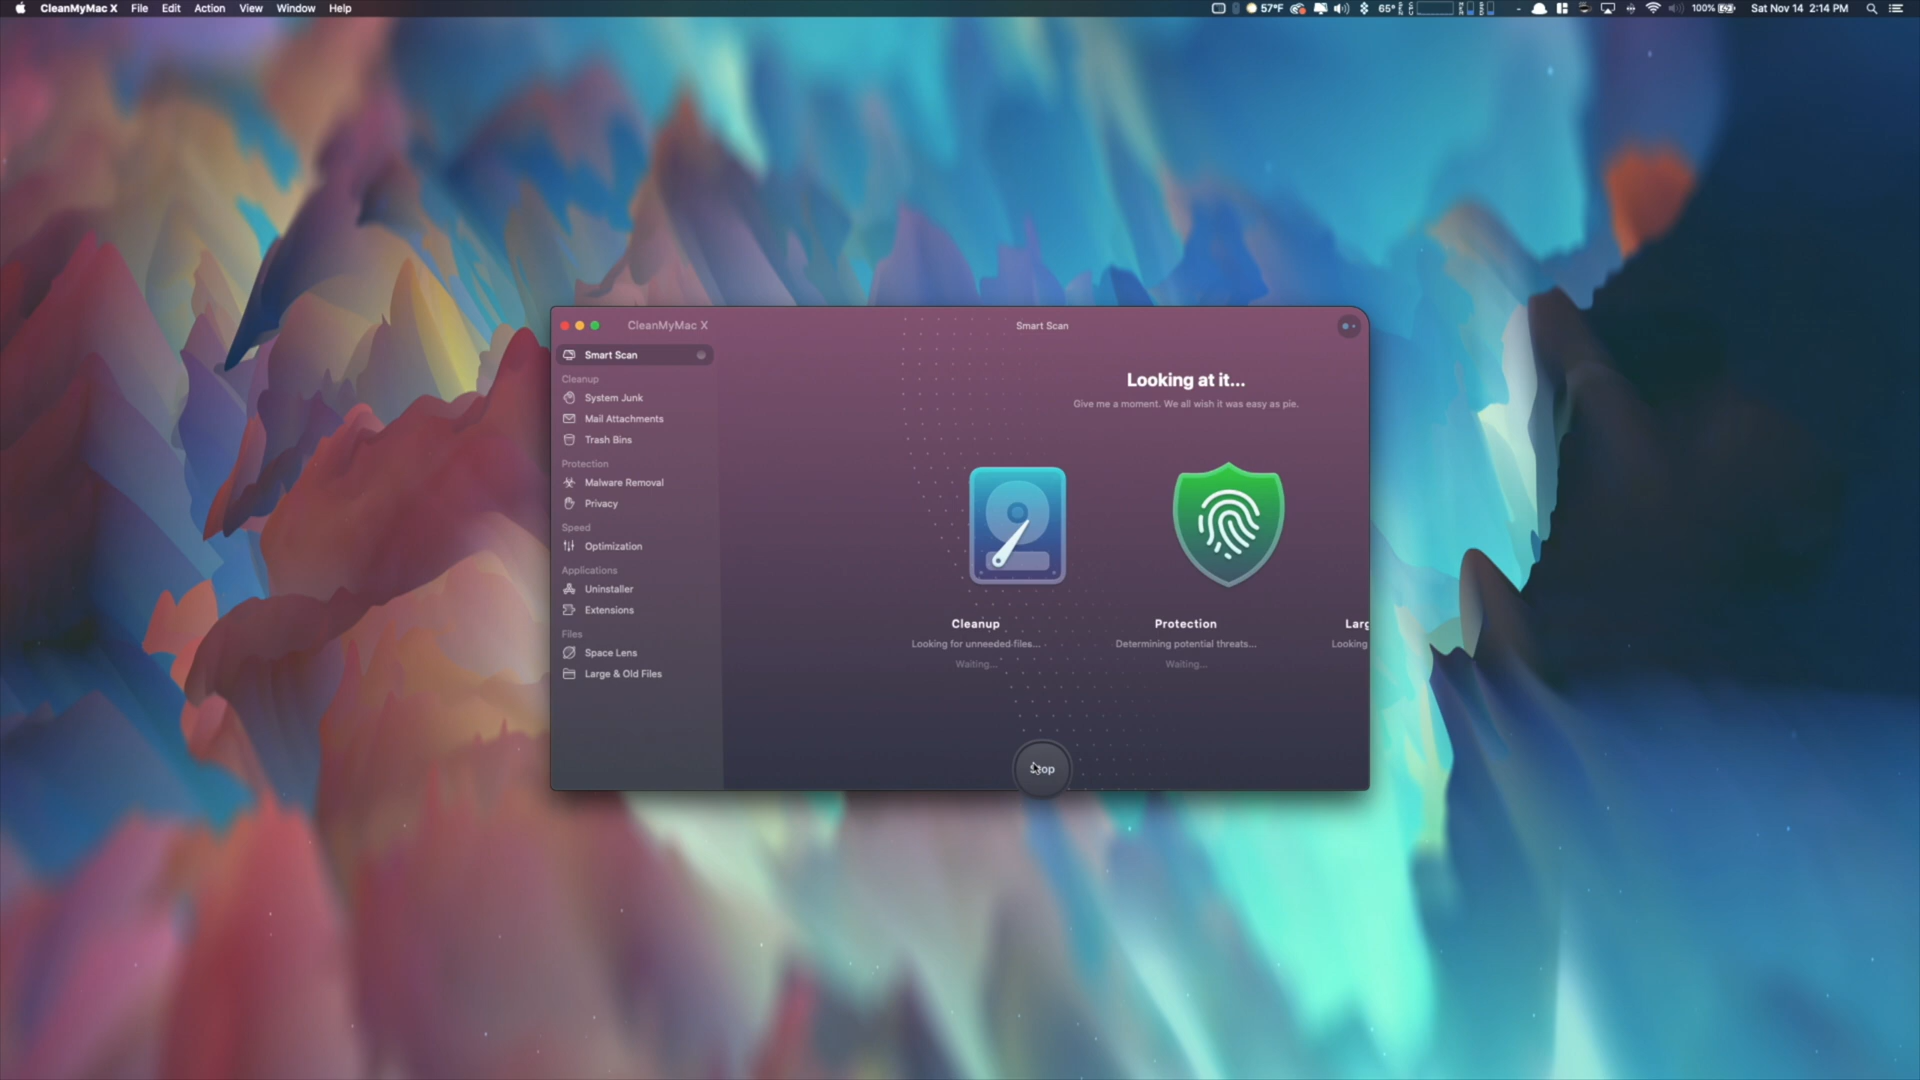 CleanMyMac X File Edit Action View Window Help
57°F 65° 100% Sat Nov 14 2:14 PM
CleanMyMac X
Smart Scan
Smart Scan
Cleanup
System Junk
Mail Attachments
Trash Bins
Protection
Malware Removal
Privacy
Speed
Optimization
Applications
Uninstaller
Extensions
Files
Space Lens
Large & Old Files
Looking at it...
Give me a moment. We all wish it was easy as pie.
Cleanup
Looking for unneeded files...
Waiting...
Protection
Determining potential threats...
Waiting...
Larg
Looking
Stop